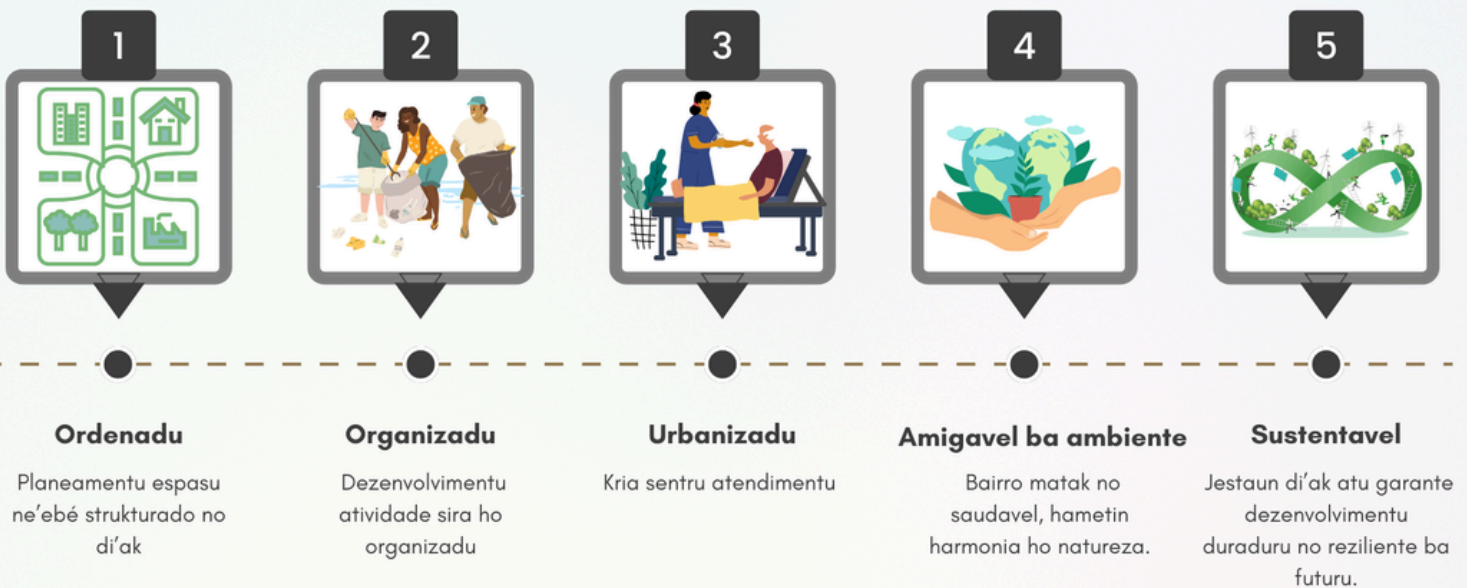 1
2
3
4
5
Ordenadu
Planeamentu espasu
ne'ebé strukturado no
di'ak
Organizadu
Dezenvolvimentu
atividade sira ho
organizadu
Urbanizadu
Kria sentru atendimentu
Amigavel ba ambiente
Bairro matak no
saudavel, hametin
harmonia ho natureza.
Sustentavel
Jestaun di'ak atu garante
dezenvolvimentu
duraduru no reziliente ba
futuru.